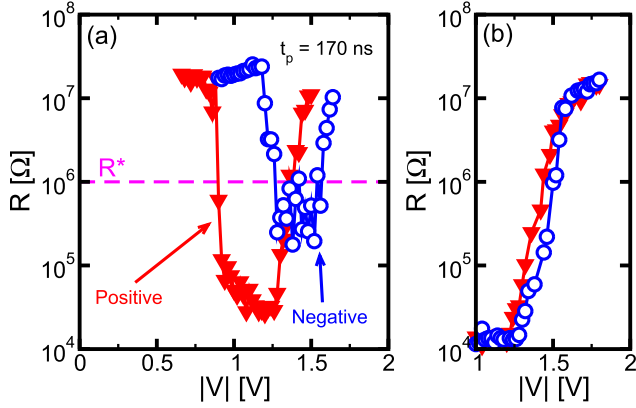 (a)
t_p = 170 ns
(b)
10^8
10^7
10^6
10^5
10^4
R [Ω]
R*
Positive
Negative
0
0.5
1
1.5
2
|V| [V]
10^8
10^7
10^6
10^5
10^4
R [Ω]
1
1.5
2
|V| [V]